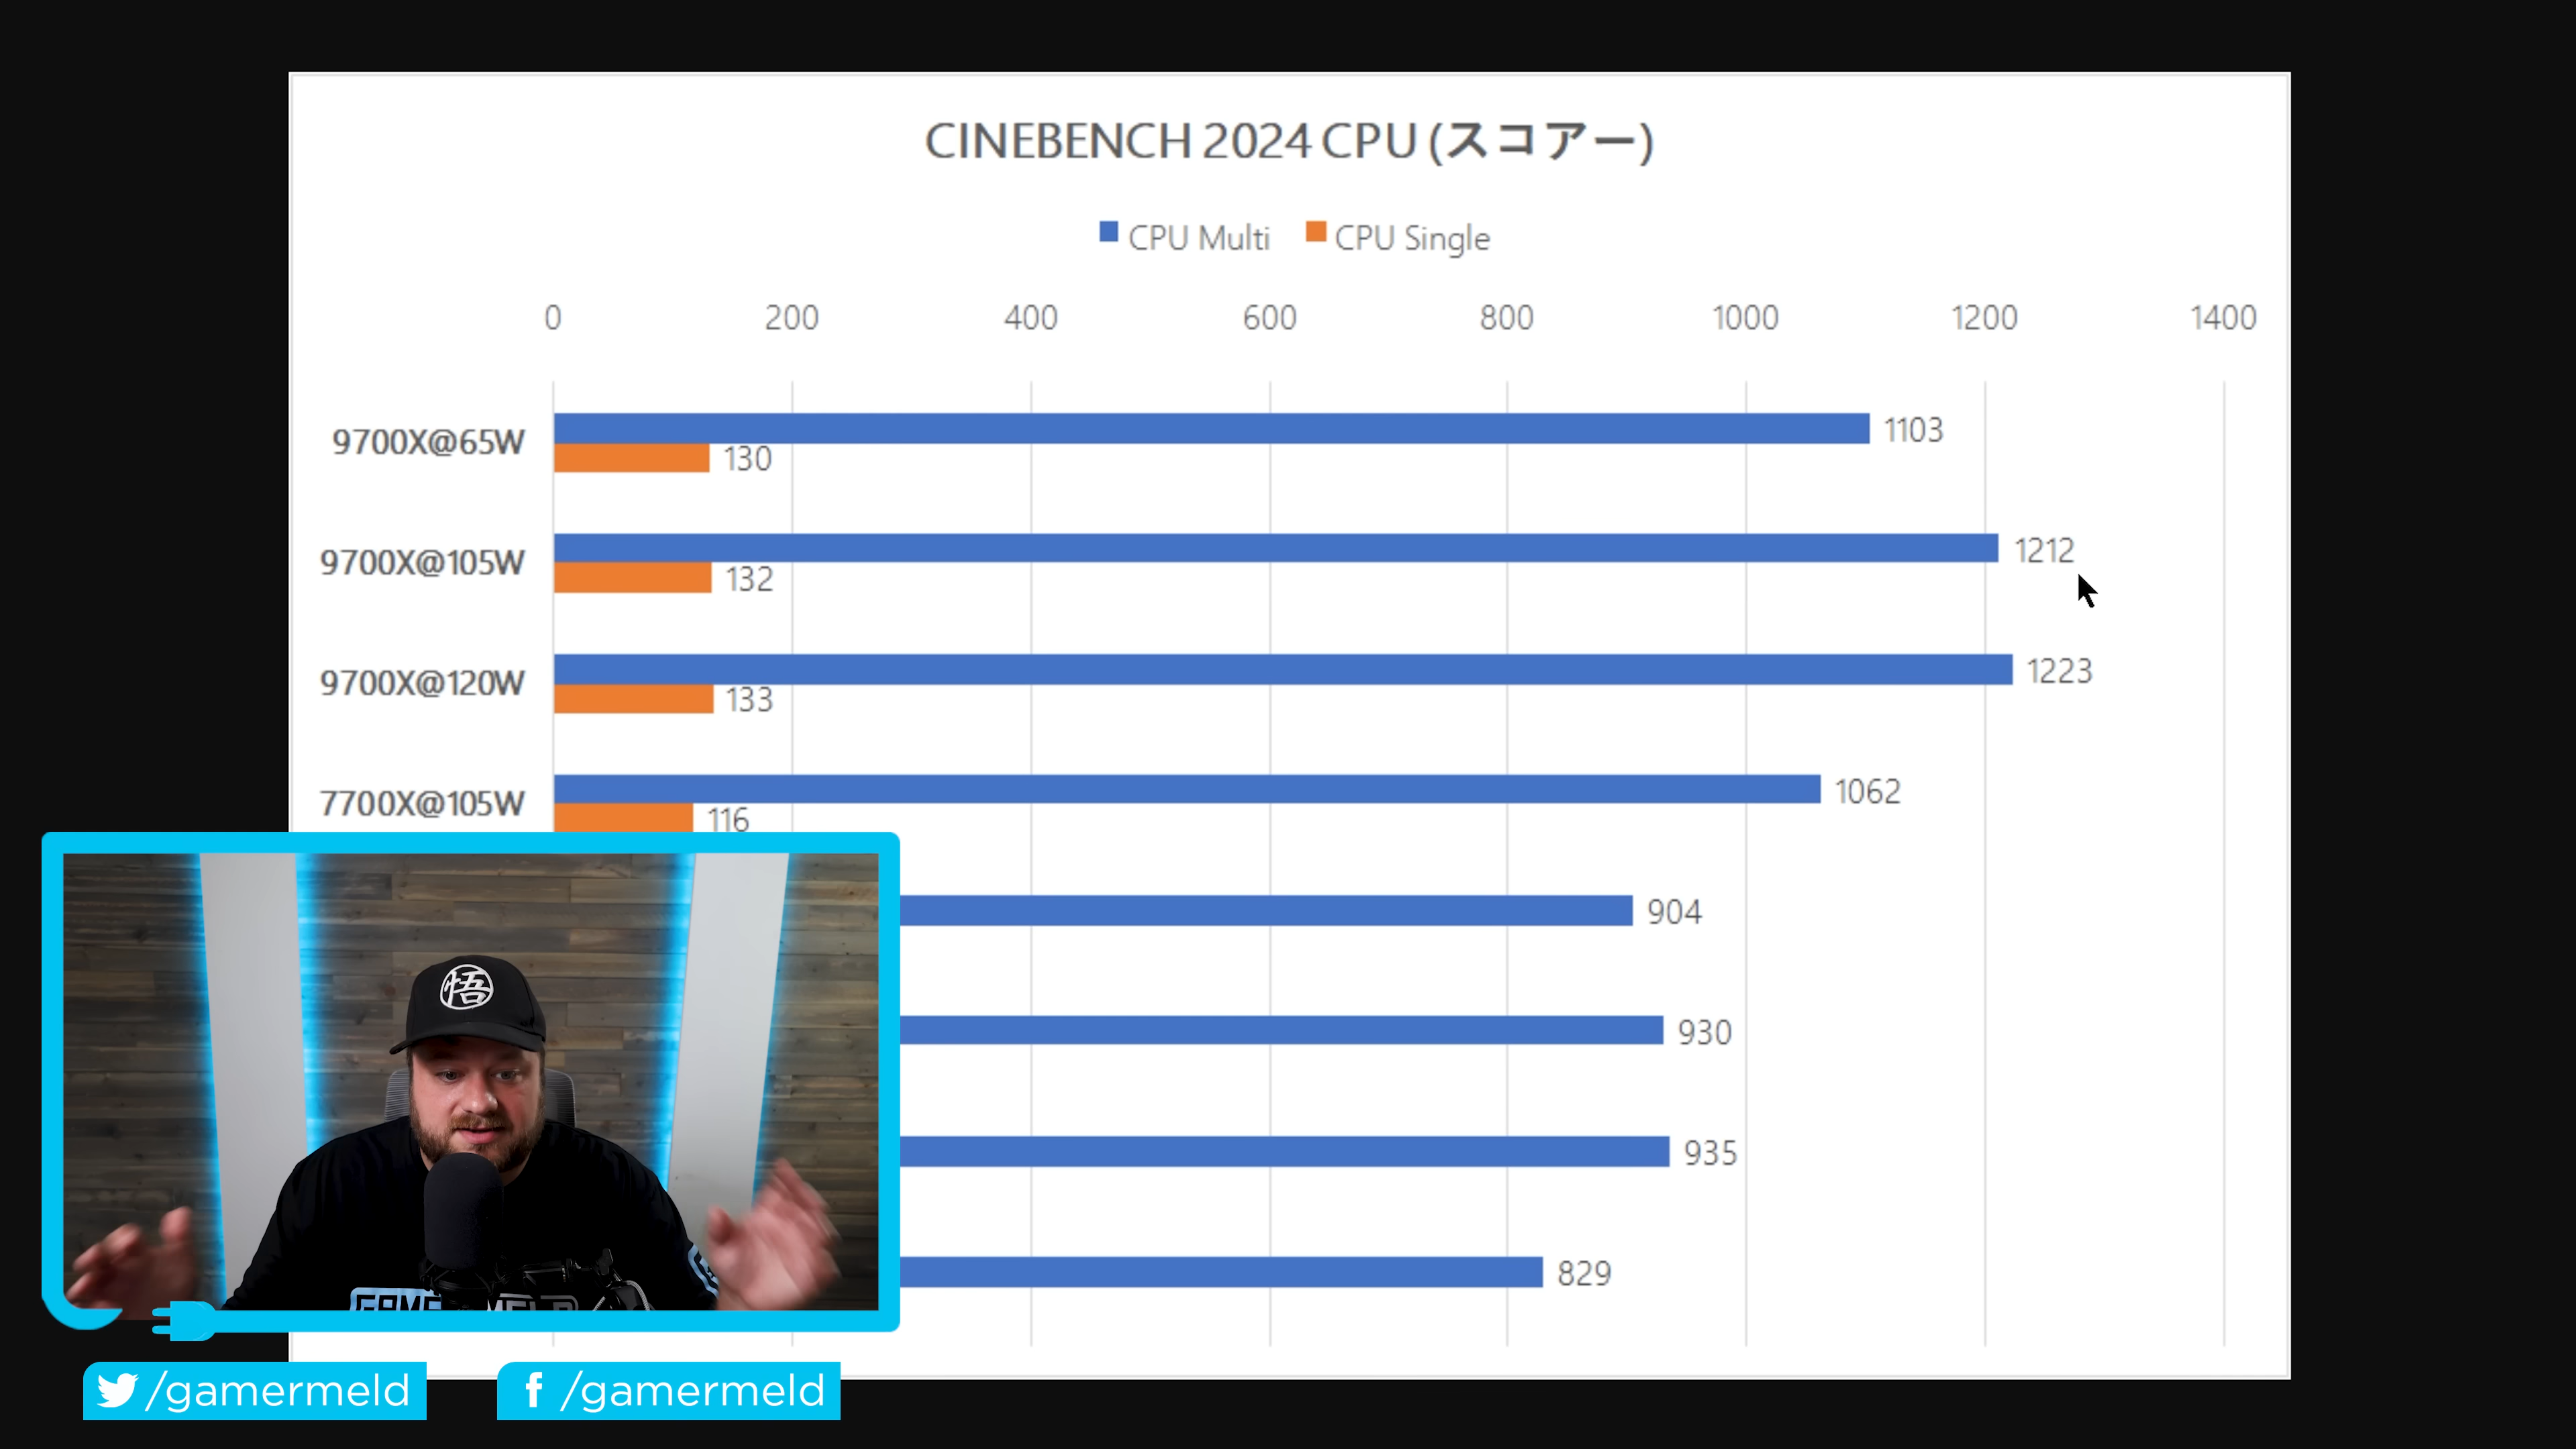 CINEBENCH 2024 CPU (スコアー)
CPU Multi CPU Single
0 200 400 600 800 1000 1200 1400
9700X@65W 1103
130
9700X@105W 1212
132
9700X@120W 1223
133
7700X@105W 1062
116
904
930
935
829
悟
/gamermeld /gamermeld